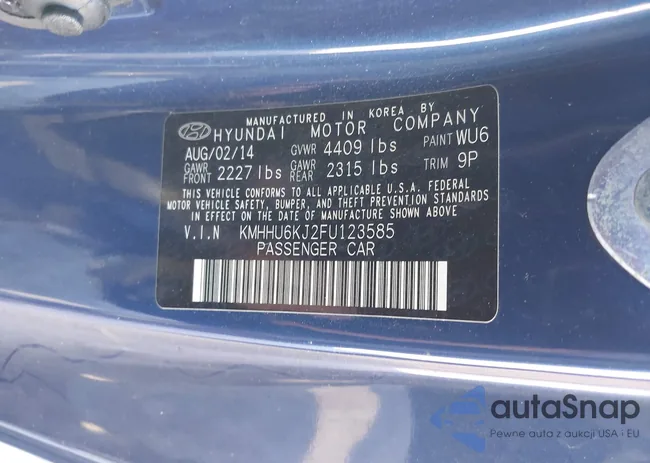 MANUFACTURED IN KOREA BY
HYUNDAI MOTOR COMPANY
AUG/02/14 GVWR 4409 lbs PAINT WU6
GAWR FRONT 2227 lbs GAWR REAR 2315 lbs TRIM 9P
THIS VEHICLE CONFORMS TO ALL APPLICABLE U.S.A. FEDERAL
MOTOR VEHICLE SAFETY, BUMPER, AND THEFT PREVENTION STANDARDS
IN EFFECT ON THE DATE OF MANUFACTURE SHOWN ABOVE.
V.I.N KMHHU6KJ2FU123585
PASSENGER CAR
autaSnap
Pewne auta z aukcji USA i EU